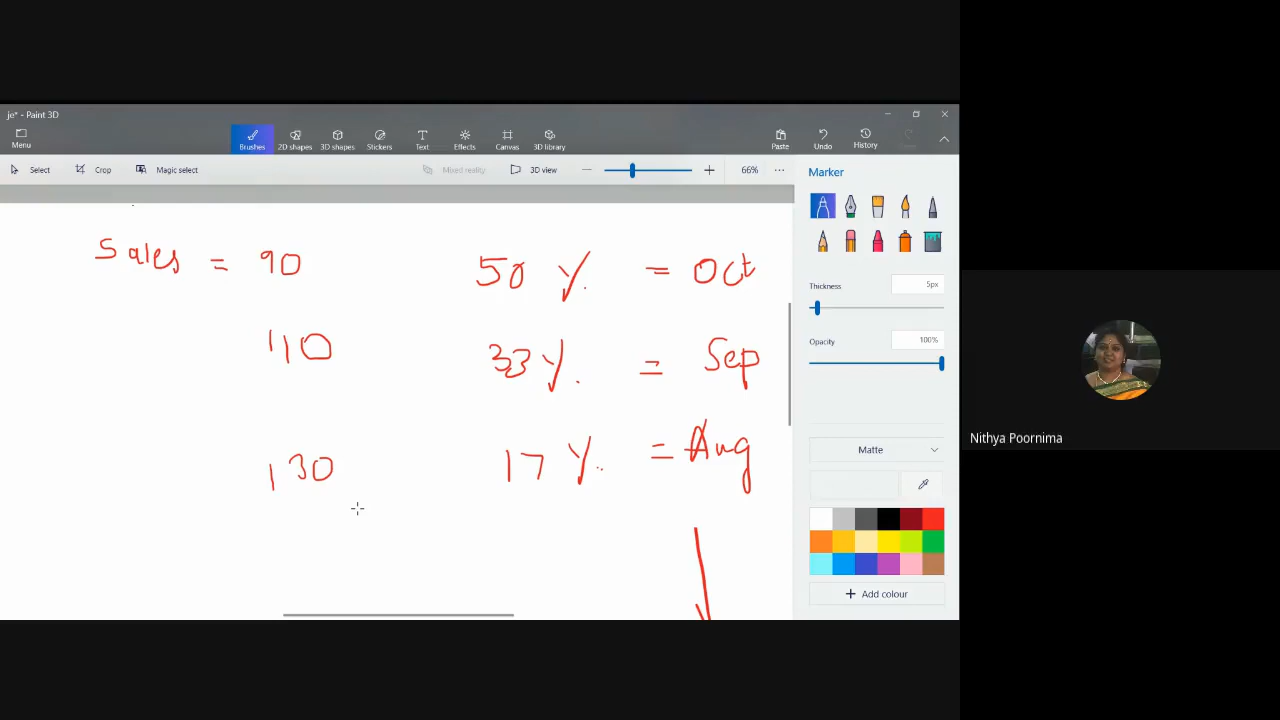 je* - Paint 3D
Menu
Brushes 2D shapes 3D shapes Stickers Text Effects Canvas 3D library Paste Undo History
Select Crop Magic select Mixed reality 3D view 66%
Marker
Thickness 5px
Opacity 100%
Matte
Add colour
Sales = 90 50 % = Oct
110 33 % = Sep
130 17 % = Aug
Nithya Poornima